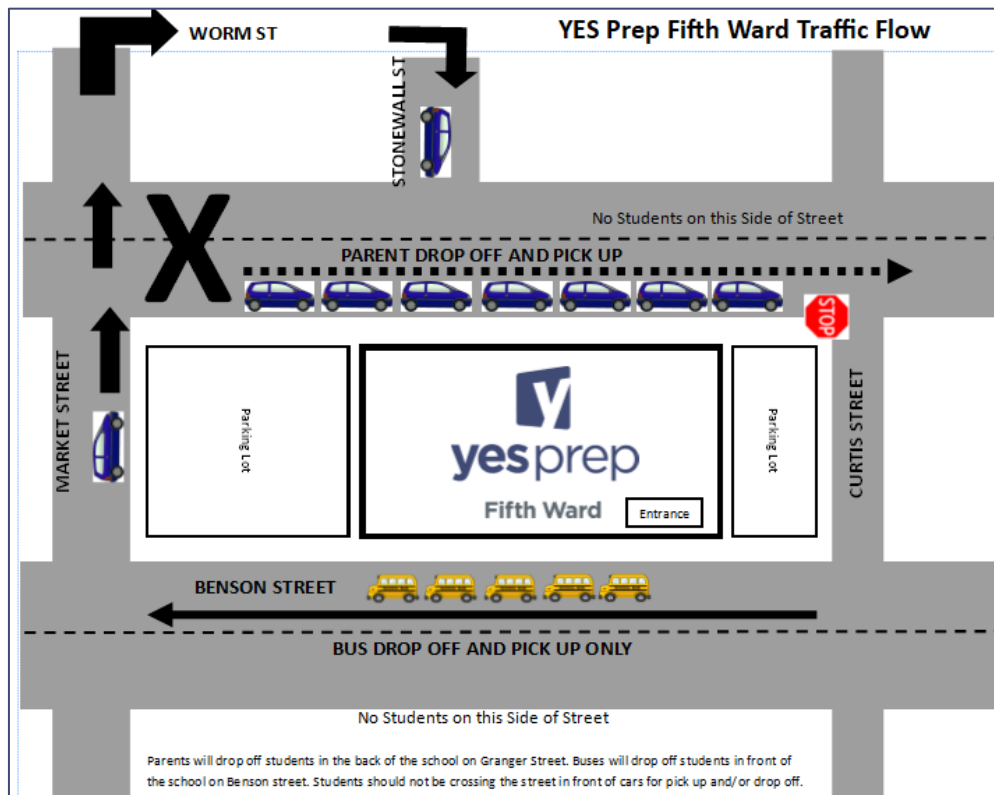 WORM ST
YES Prep Fifth Ward Traffic Flow
STONEWALL ST
No Students on this Side of Street
X
PARENT DROP OFF AND PICK UP
STOP
MARKET STREET
Parking Lot
yesprep
Fifth Ward
Entrance
Parking Lot
CURTIS STREET
BENSON STREET
BUS DROP OFF AND PICK UP ONLY
No Students on this Side of Street
Parents will drop off students in the back of the school on Granger Street. Buses will drop off students in front of
the school on Benson street. Students should not be crossing the street in front of cars for pick up and/or drop off.